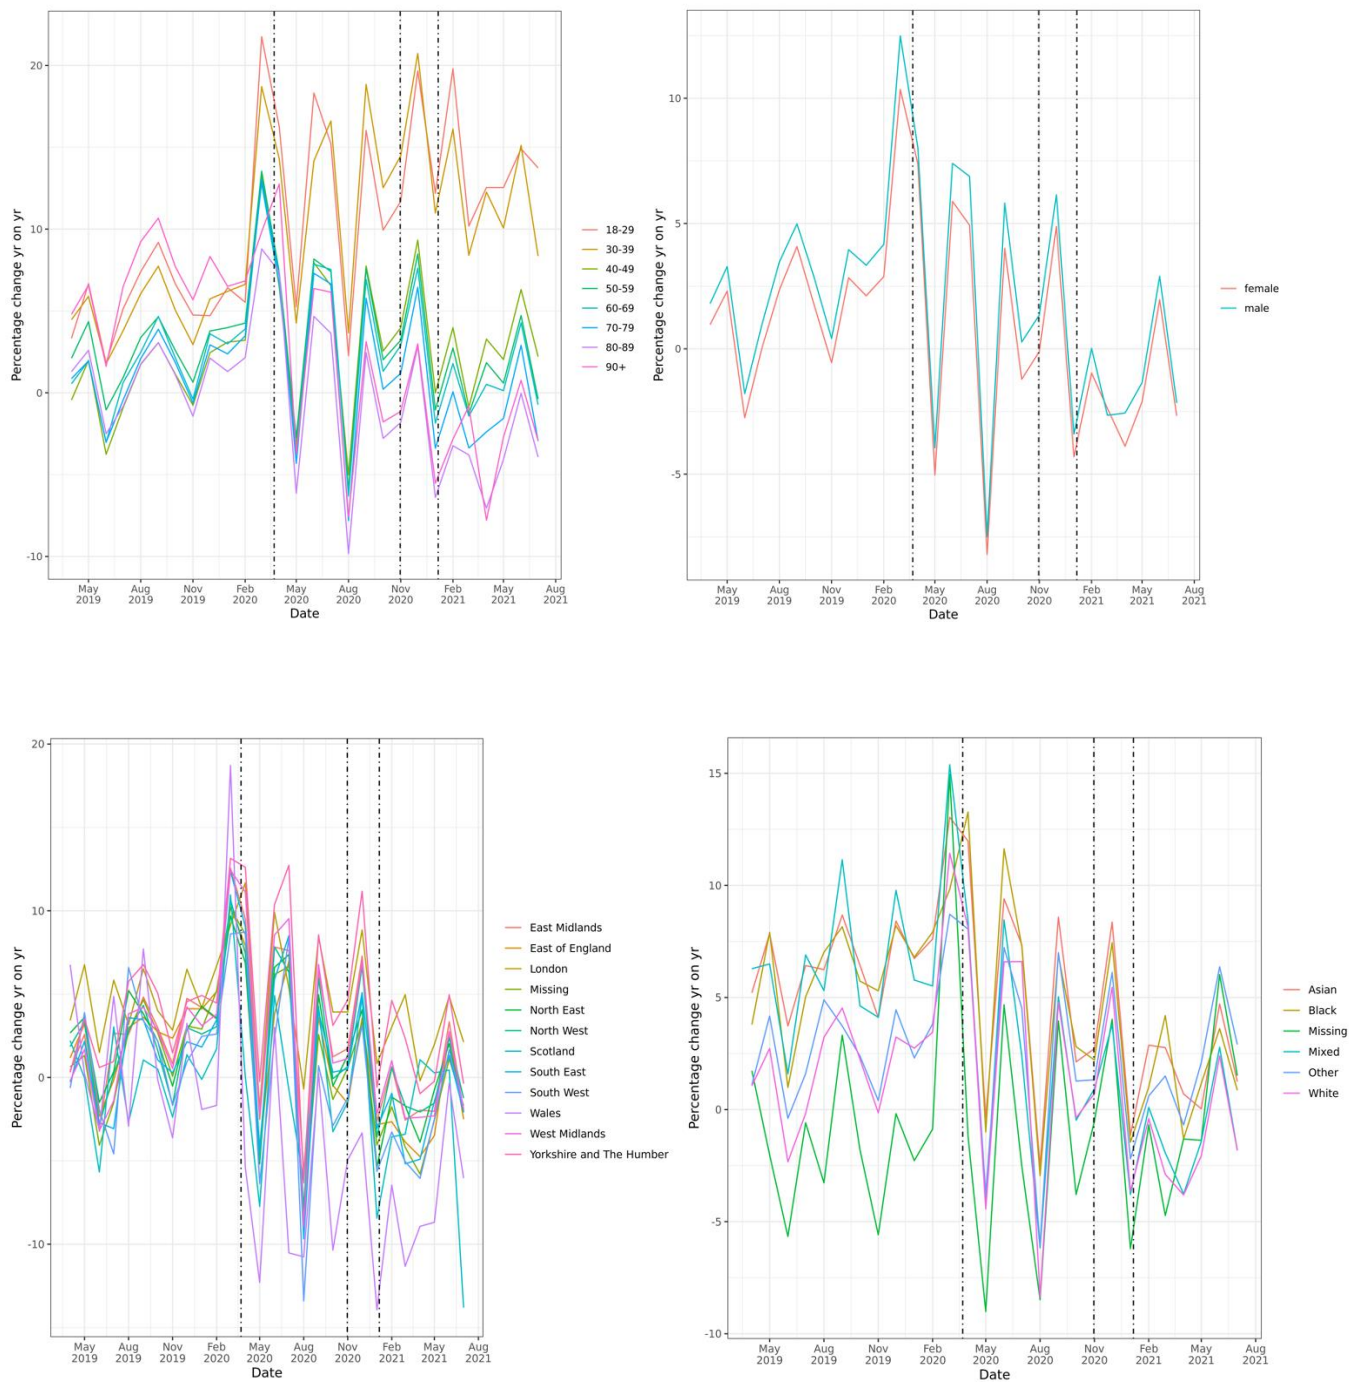 Percentage change yr on yr
20
10
0
-10
May Aug Nov Feb May Aug Nov Feb May Aug
2019 2019 2019 2020 2020 2020 2020 2021 2021 2021
Date
18-29
30-39
40-49
50-59
60-69
70-79
80-89
90+
Percentage change yr on yr
10
5
0
-5
May Aug Nov Feb May Aug Nov Feb May Aug
2019 2019 2019 2020 2020 2020 2020 2021 2021 2021
Date
female
male
Percentage change yr on yr
20
10
0
-10
May Aug Nov Feb May Aug Nov Feb May Aug
2019 2019 2019 2020 2020 2020 2020 2021 2021 2021
Date
East Midlands
East of England
London
Missing
North East
North West
Scotland
South East
South West
Wales
West Midlands
Yorkshire and The Humber
Percentage change yr on yr
15
10
5
0
-5
-10
May Aug Nov Feb May Aug Nov Feb May Aug
2019 2019 2019 2020 2020 2020 2020 2021 2021 2021
Date
Asian
Black
Missing
Mixed
Other
White